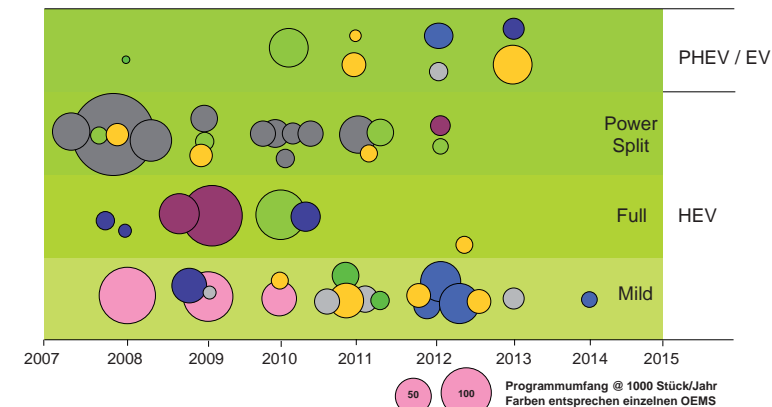 PHEV / EV
Power
Split
Full
HEV
Mild
2007 2008 2009 2010 2011 2012 2013 2014 2015
50 100
Programmumfang @ 1000 Stück/Jahr
Farben entsprechen einzelnen OEMS